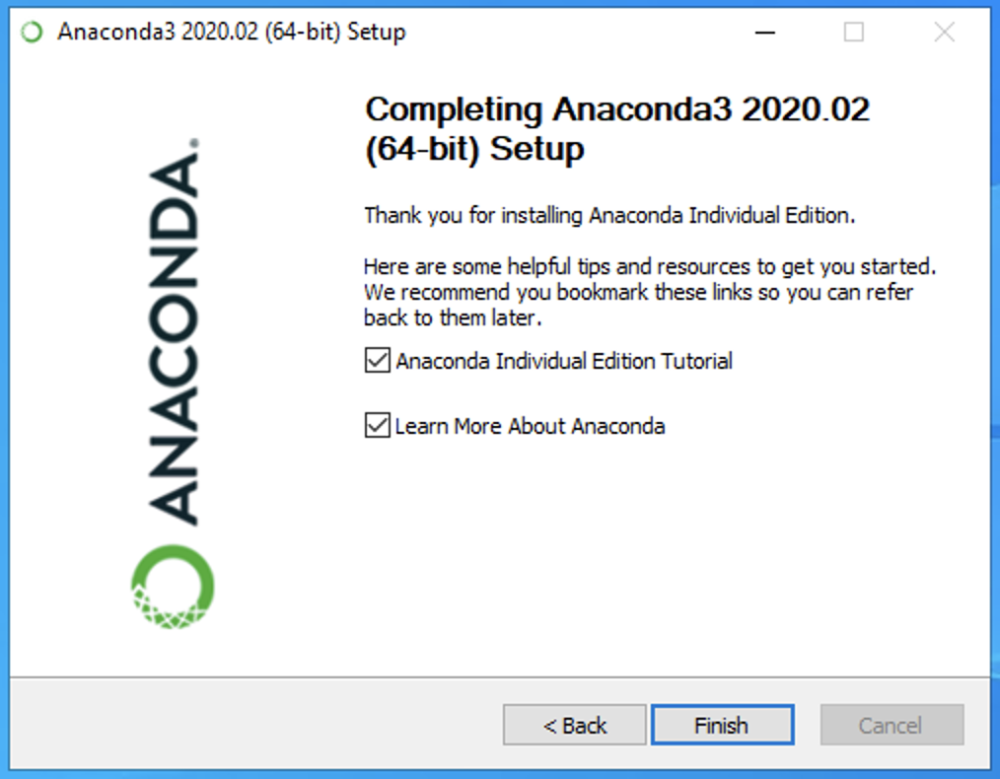 Anaconda3 2020.02 (64-bit) Setup
ANACONDA.
Completing Anaconda3 2020.02
(64-bit) Setup
Thank you for installing Anaconda Individual Edition.
Here are some helpful tips and resources to get you started.
We recommend you bookmark these links so you can refer
back to them later.
Anaconda Individual Edition Tutorial
Learn More About Anaconda
< Back
Finish
Cancel